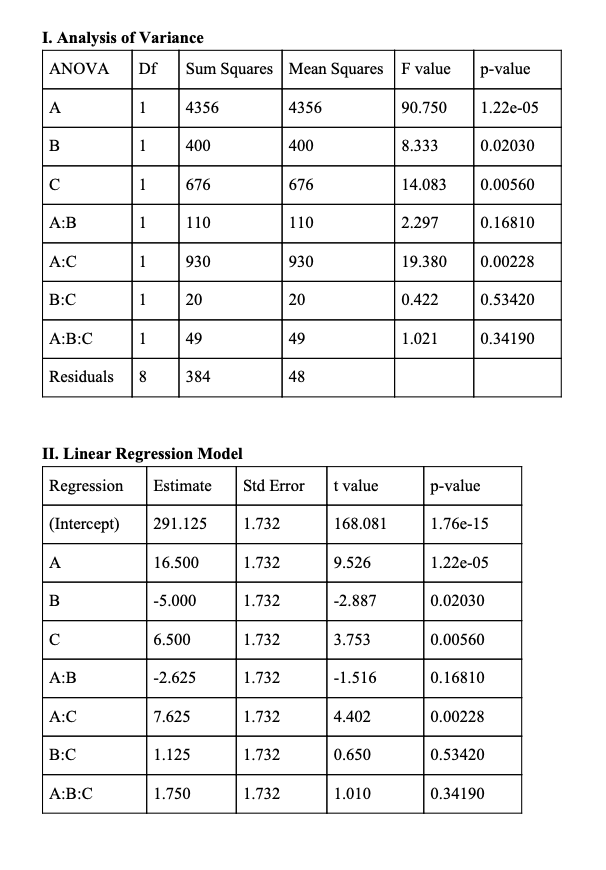 I. Analysis of Variance
ANOVA Df Sum Squares Mean Squares F value p-value
A 1 4356 4356 90.750 1.22e-05
B 1 400 400 8.333 0.02030
C 1 676 676 14.083 0.00560
A:B 1 110 110 2.297 0.16810
A:C 1 930 930 19.380 0.00228
B:C 1 20 20 0.422 0.53420
A:B:C 1 49 49 1.021 0.34190
Residuals 8 384 48
II. Linear Regression Model
Regression Estimate Std Error t value p-value
(Intercept) 291.125 1.732 168.081 1.76e-15
A 16.500 1.732 9.526 1.22e-05
B -5.000 1.732 -2.887 0.02030
C 6.500 1.732 3.753 0.00560
A:B -2.625 1.732 -1.516 0.16810
A:C 7.625 1.732 4.402 0.00228
B:C 1.125 1.732 0.650 0.53420
A:B:C 1.750 1.732 1.010 0.34190